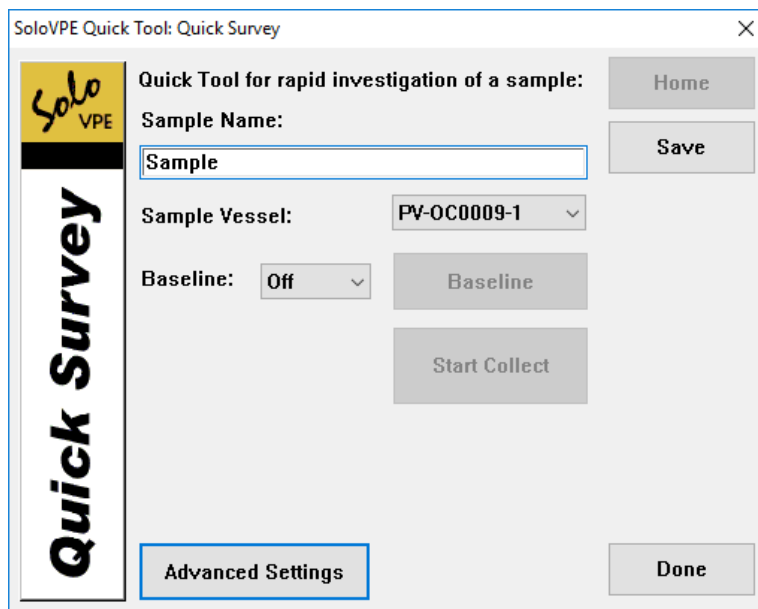 SoloVPE Quick Tool: Quick Survey
Solo
VPE
Quick Survey
Quick Tool for rapid investigation of a sample:
Home
Sample Name:
Save
Sample
Sample Vessel:
PV-OC0009-1
Baseline:
Off
Baseline
Start Collect
Advanced Settings
Done